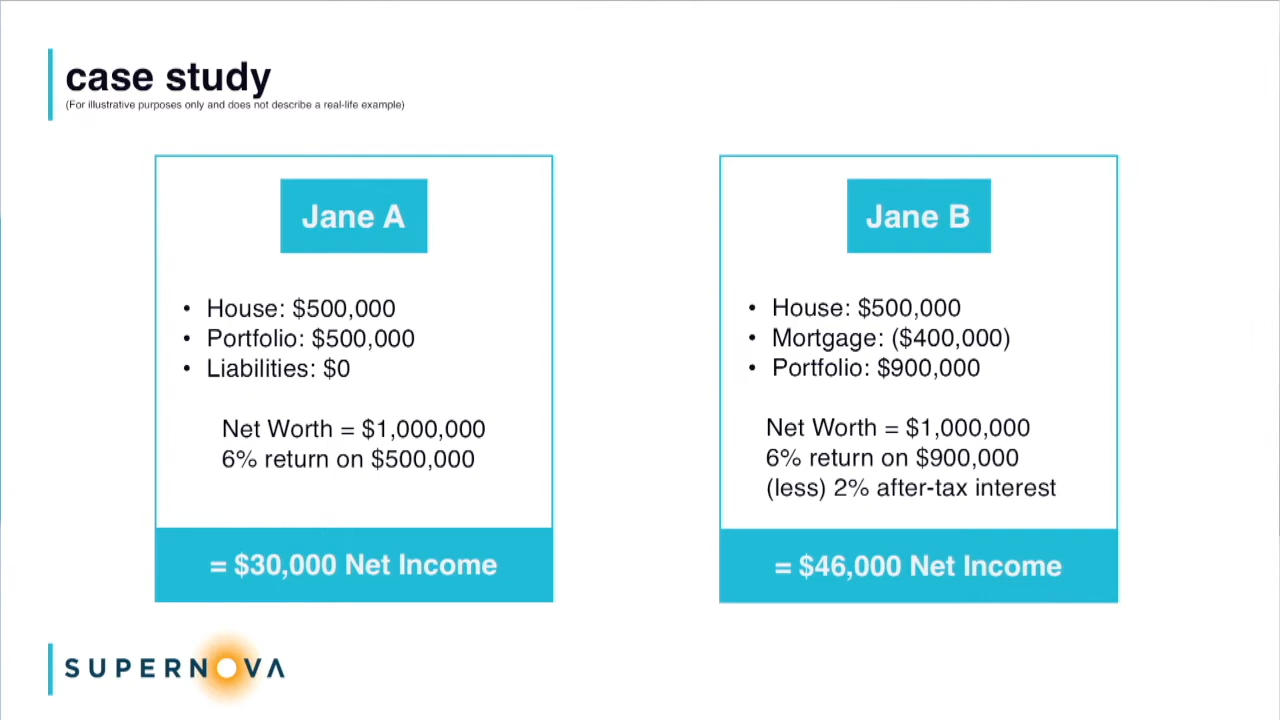 case study
(For illustrative purposes only and does not describe a real-life example)
Jane A
• House: $500,000
• Portfolio: $500,000
• Liabilities: $0
Net Worth = $1,000,000
6% return on $500,000
= $30,000 Net Income
Jane B
• House: $500,000
• Mortgage: ($400,000)
• Portfolio: $900,000
Net Worth = $1,000,000
6% return on $900,000
(less) 2% after-tax interest
= $46,000 Net Income
SUPERNOVA